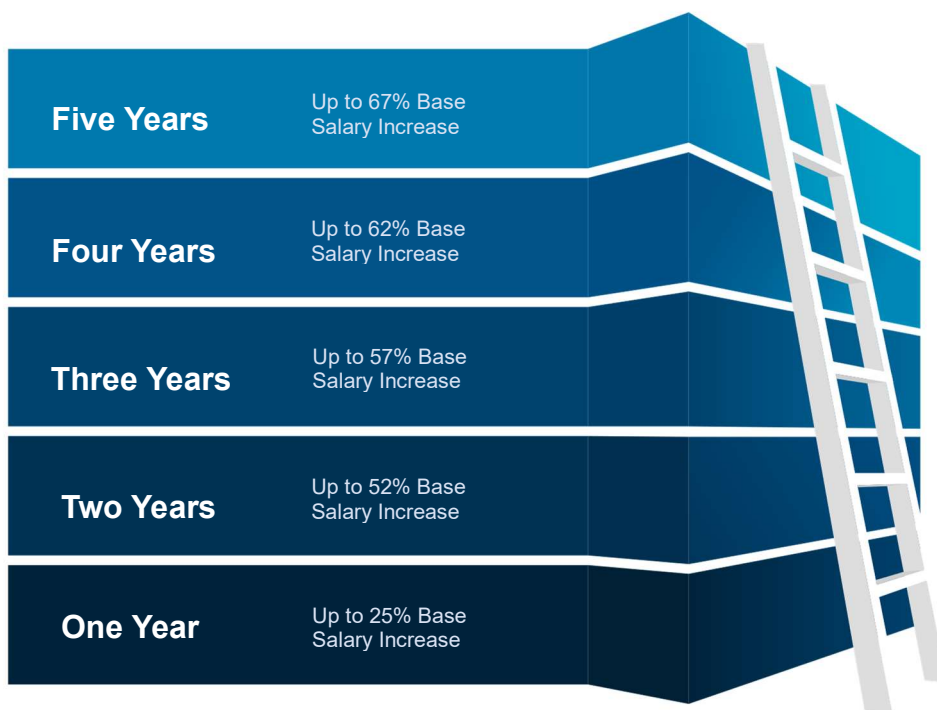 Five Years
Up to 67% Base
Salary Increase
Four Years
Up to 62% Base
Salary Increase
Three Years
Up to 57% Base
Salary Increase
Two Years
Up to 52% Base
Salary Increase
One Year
Up to 25% Base
Salary Increase